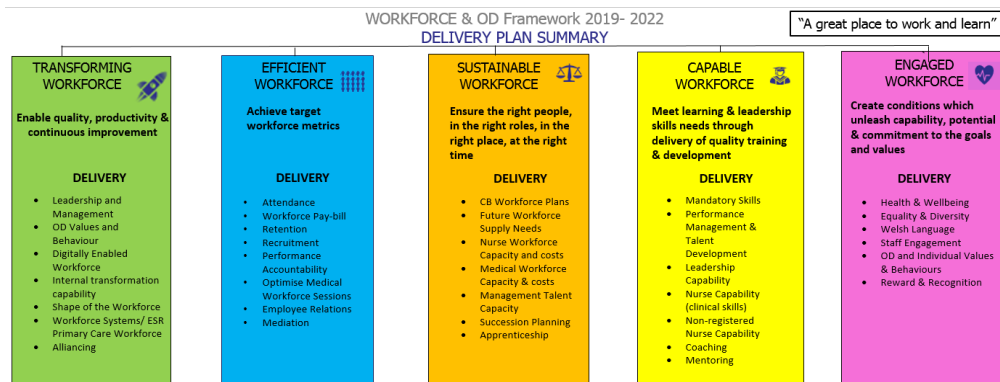 WORKFORCE & OD Framework 2019- 2022
DELIVERY PLAN SUMMARY
“A great place to work and learn”
TRANSFORMING
WORKFORCE
Enable quality, productivity &
continuous improvement
DELIVERY
• Leadership and
Management
• OD Values and
Behaviour
• Digitally Enabled
Workforce
• Internal transformation
capability
• Shape of the Workforce
• Workforce Systems/ ESR
Primary Care Workforce
• Alliancing
EFFICIENT
WORKFORCE
Achieve target
workforce metrics
DELIVERY
• Attendance
• Workforce Pay-bill
• Retention
• Recruitment
• Performance
Accountability
• Optimise Medical
Workforce Sessions
• Employee Relations
• Mediation
SUSTAINABLE
WORKFORCE
Ensure the right people,
in the right roles, in the
right place, at the right
time
DELIVERY
• CB Workforce Plans
• Future Workforce
Supply Needs
• Nurse Workforce
Capacity and costs
• Medical Workforce
Capacity & costs
• Management Talent
Capacity
• Succession Planning
• Apprenticeship
CAPABLE
WORKFORCE
Meet learning & leadership
skills needs through
delivery of quality training
& development
DELIVERY
• Mandatory Skills
• Performance
Management &
Talent
Development
• Leadership
Capability
• Nurse Capability
(clinical skills)
• Non-registered
Nurse Capability
• Coaching
• Mentoring
ENGAGED
WORKFORCE
Create conditions which
unleash capability, potential
& commitment to the goals
and values
DELIVERY
• Health & Wellbeing
• Equality & Diversity
• Welsh Language
• Staff Engagement
• OD and Individual Values
& Behaviours
• Reward & Recognition